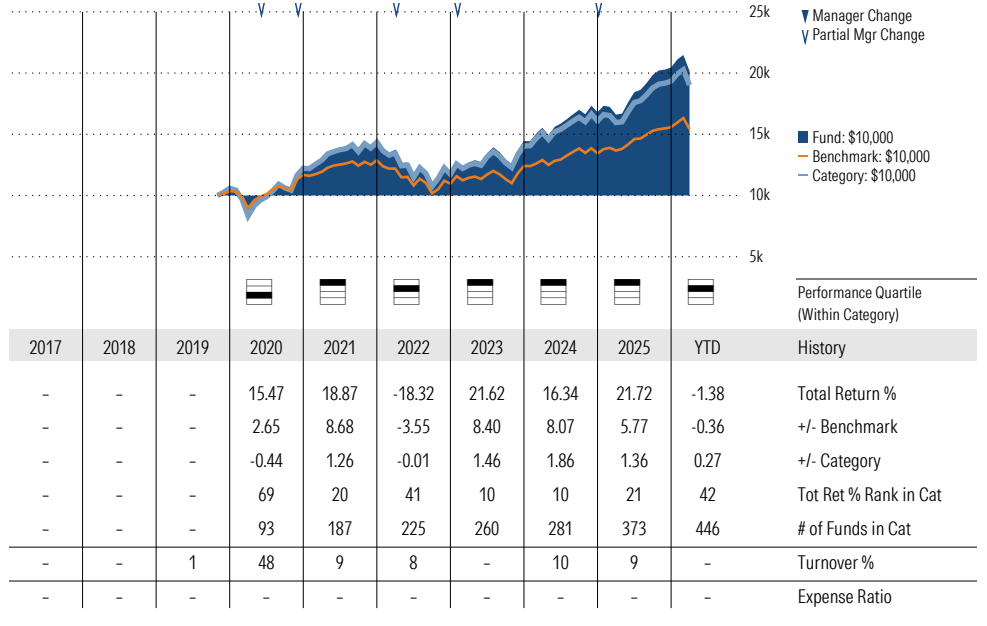 25k
Manager Change
Partial Mgr Change
20k
15k
Fund: $10,000
Benchmark: $10,000
Category: $10,000
10k
5k
Performance Quartile
(Within Category)
2017 2018 2019 2020 2021 2022 2023 2024 2025 YTD History
– – – 15.47 18.87 -18.32 21.62 16.34 21.72 -1.38 Total Return %
– – – 2.65 8.68 -3.55 8.40 8.07 5.77 -0.36 +/- Benchmark
– – – -0.44 1.26 -0.01 1.46 1.86 1.36 0.27 +/- Category
– – – 69 20 41 10 10 21 42 Tot Ret % Rank in Cat
– – – 93 187 225 260 281 373 446 # of Funds in Cat
– – 1 48 9 8 – 10 9 – Turnover %
– – – – – – – – – – Expense Ratio